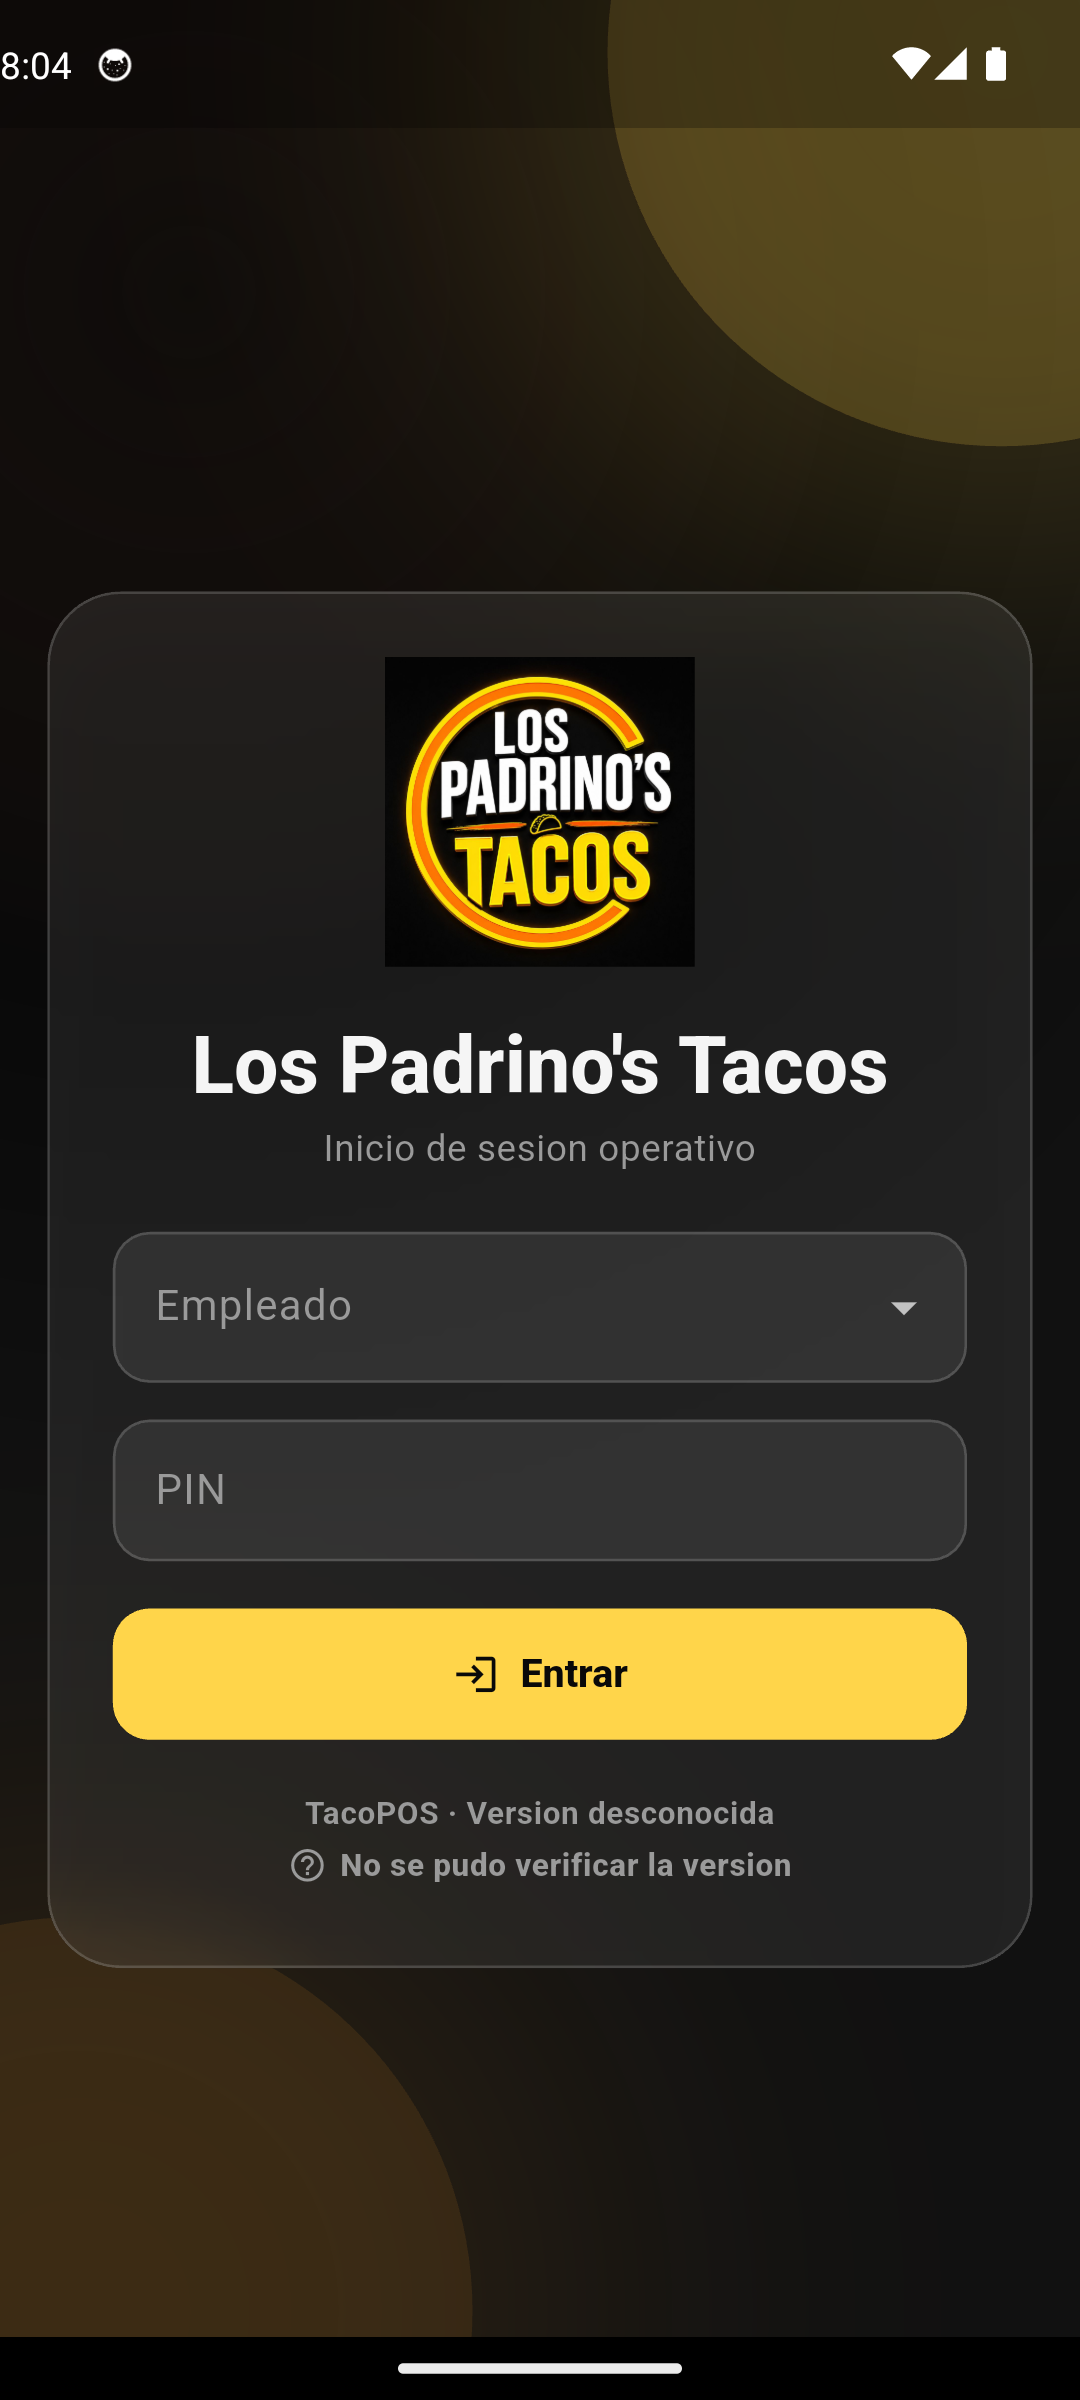 8:04
LOS
PADRINO'S
TACOS
Los Padrino's Tacos
Inicio de sesion operativo
Empleado
PIN
Entrar
TacoPOS · Version desconocida
No se pudo verificar la version